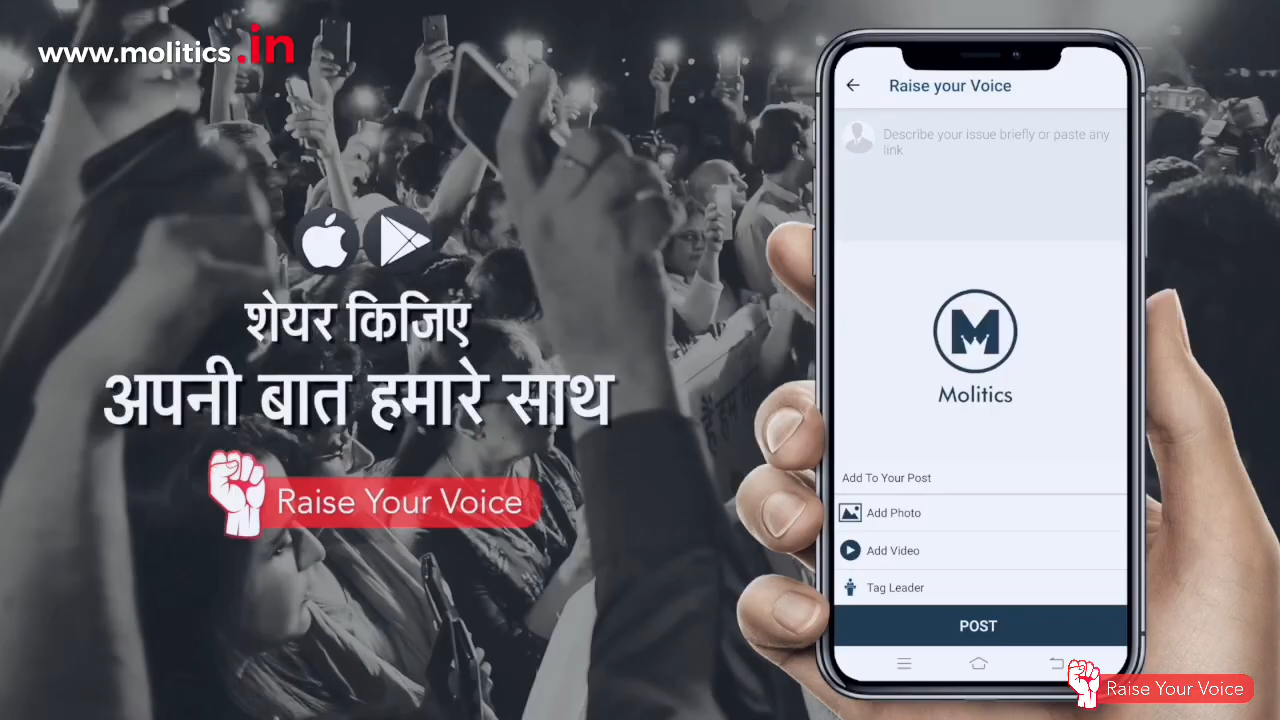 www.molitics.in
शेयर किजिए
अपनी बात हमारे साथ
Raise Your Voice
Raise your Voice
Describe your issue briefly or paste any
link
M
Molitics
Add To Your Post
Add Photo
Add Video
Tag Leader
POST
Raise Your Voice